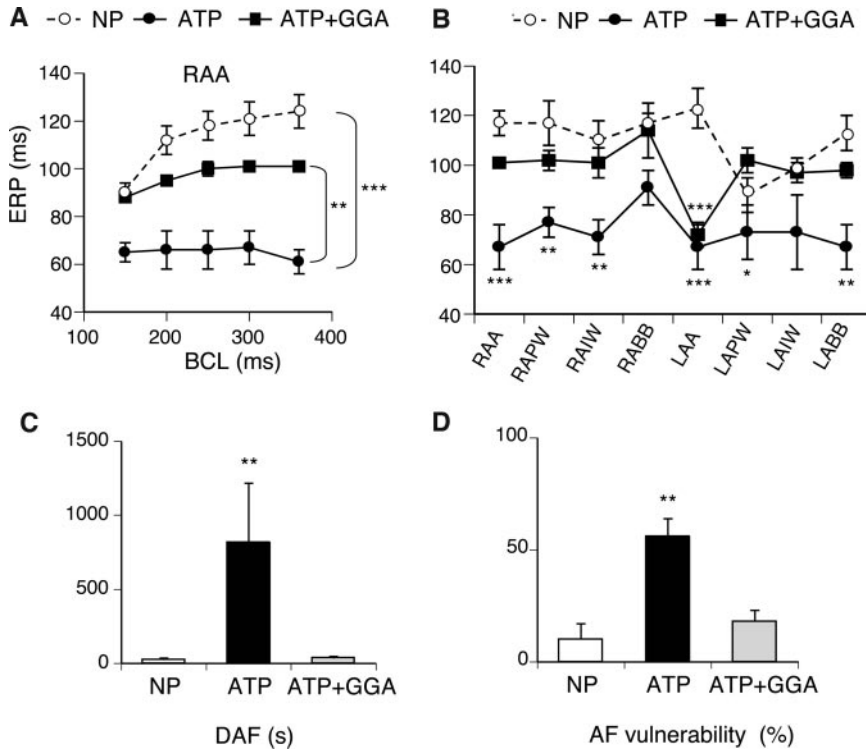 A NP ATP ATP+GGA
RAA
ERP (ms)
140
120
100
80
60
40
** ***
100 200 300 400
BCL (ms)
B NP ATP ATP+GGA
140
120
100
80
60
40
***
*** ** ** *** * **
RAA RAPW RAIW RABB LAA LAPW LAIW LABB
C
1500
1000
500
0
**
NP ATP ATP+GGA
DAF (s)
D
100
50
0
**
NP ATP ATP+GGA
AF vulnerability (%)